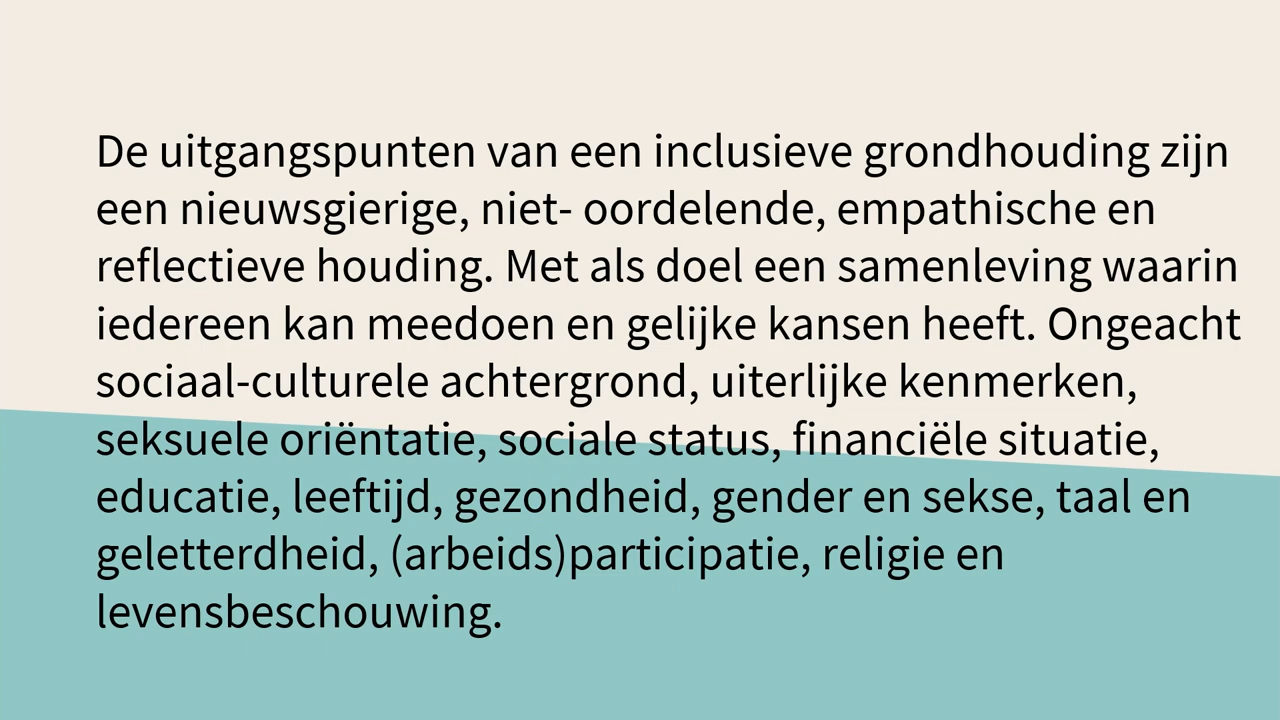 De uitgangspunten van een inclusieve grondhouding zijn
een nieuwsgierige, niet- oordelende, empathische en
reflectieve houding. Met als doel een samenleving waarin
iedereen kan meedoen en gelijke kansen heeft. Ongeacht
sociaal-culturele achtergrond, uiterlijke kenmerken,
seksuele oriëntatie, sociale status, financiële situatie,
educatie, leeftijd, gezondheid, gender en sekse, taal en
geletterdheid, (arbeids)participatie, religie en
levensbeschouwing.